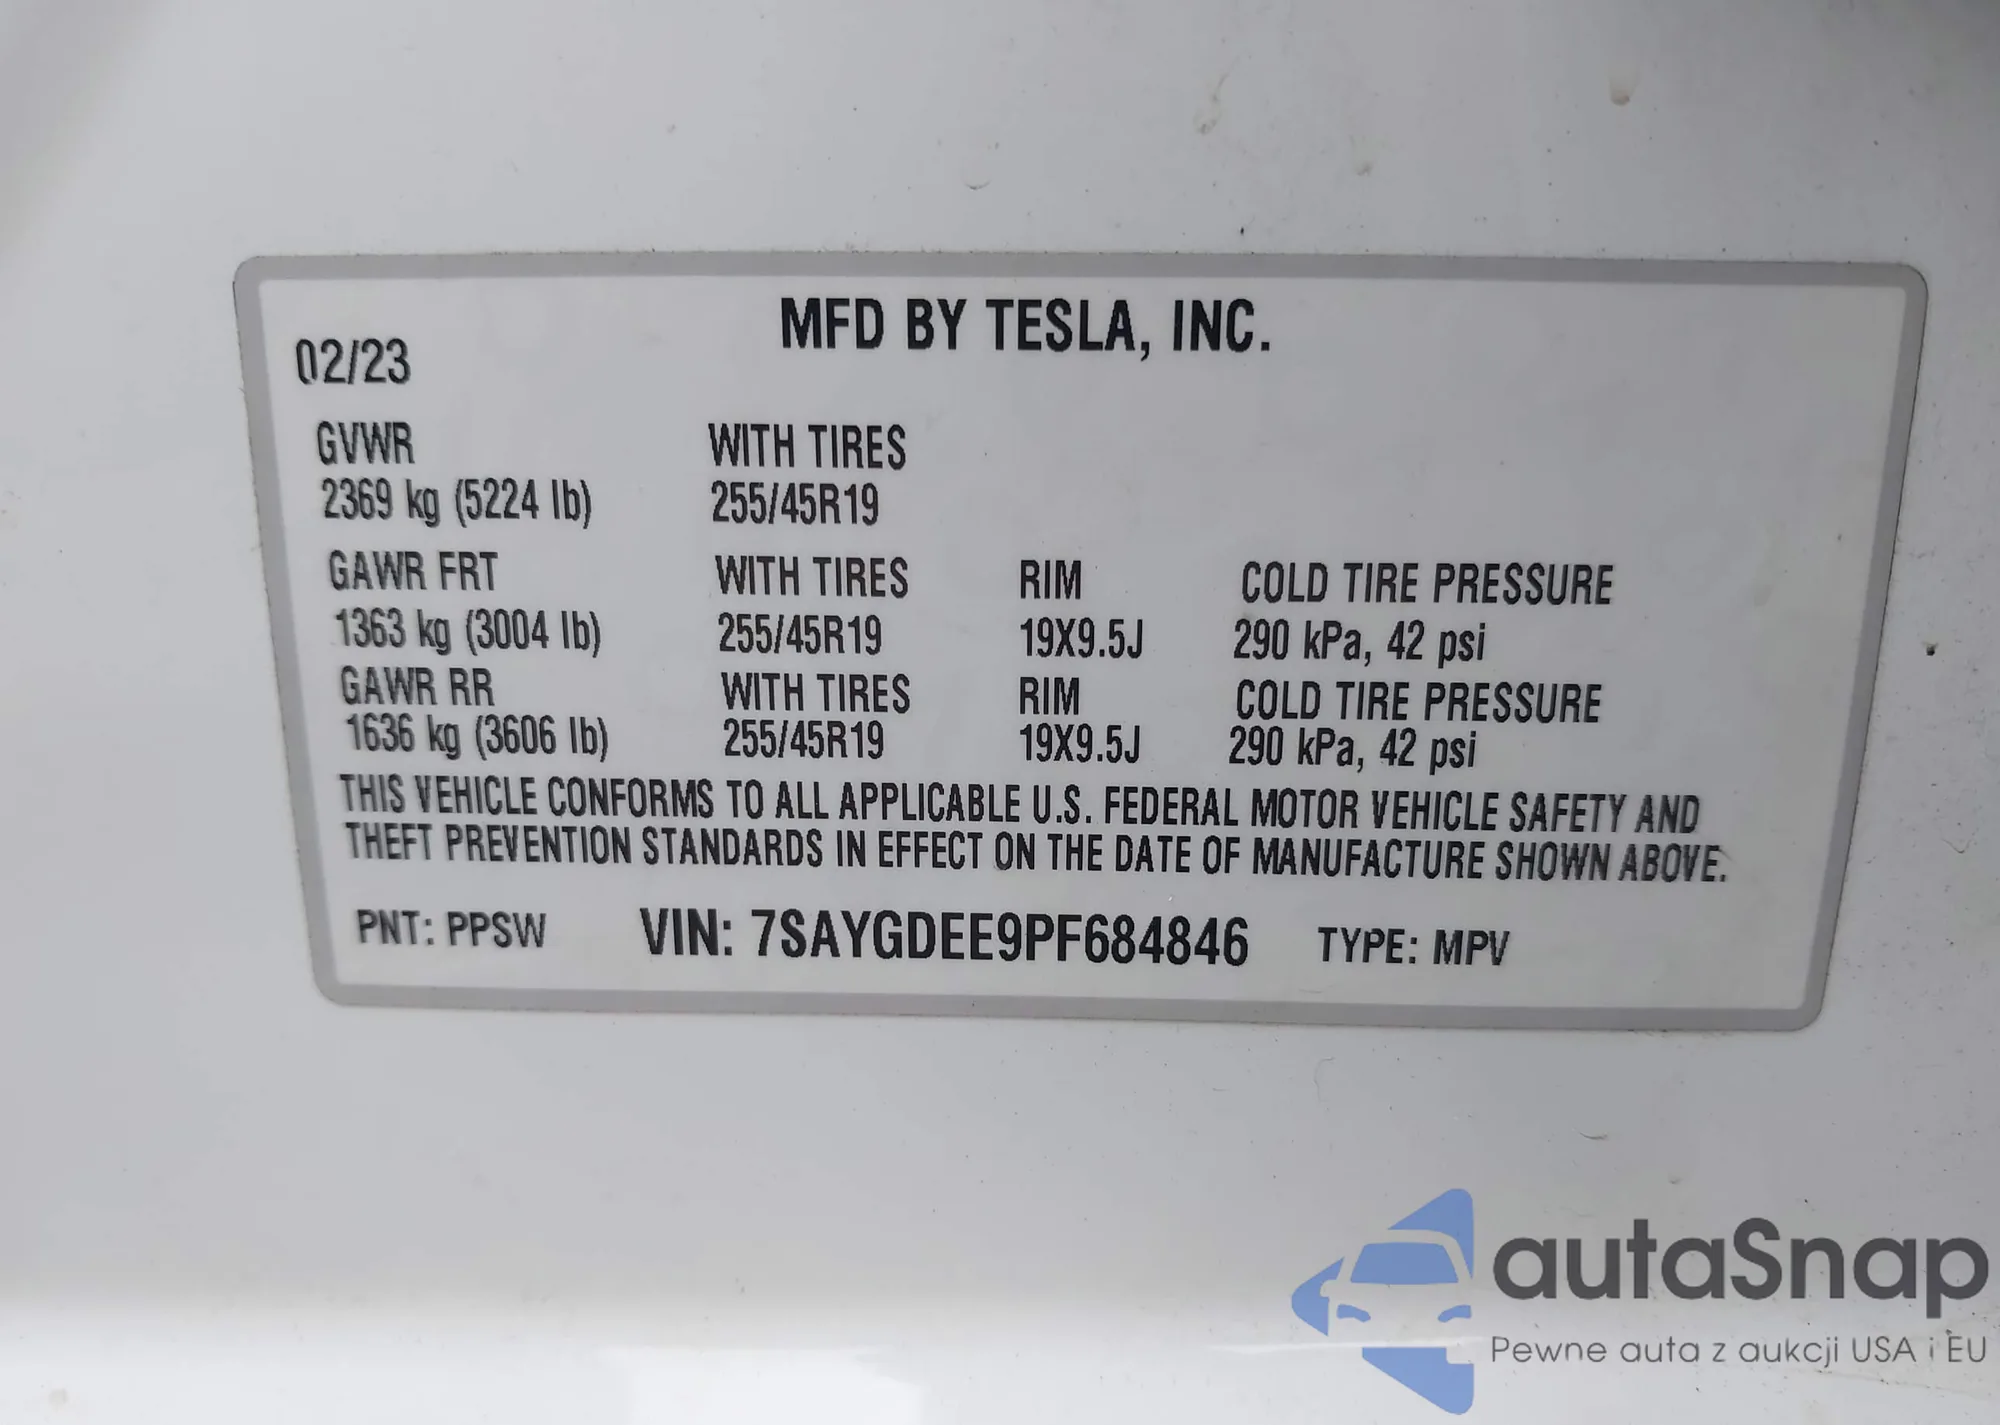 MFD BY TESLA, INC.
02/23
GVWR WITH TIRES
2369 kg (5224 lb) 255/45R19
GAWR FRT WITH TIRES RIM COLD TIRE PRESSURE
1363 kg (3004 lb) 255/45R19 19X9.5J 290 kPa, 42 psi
GAWR RR WITH TIRES RIM COLD TIRE PRESSURE
1636 kg (3606 lb) 255/45R19 19X9.5J 290 kPa, 42 psi
THIS VEHICLE CONFORMS TO ALL APPLICABLE U.S. FEDERAL MOTOR VEHICLE SAFETY AND
THEFT PREVENTION STANDARDS IN EFFECT ON THE DATE OF MANUFACTURE SHOWN ABOVE.
PNT: PPSW VIN: 7SAYGDEE9PF684846 TYPE: MPV
autaSnap
Pewne auta z aukcji USA i EU